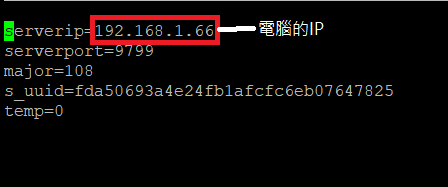 serverip=192.168.1.66 電腦的IP
serverport=9799
major=108
s_uuid=fda50693a4e24fb1afcfc6eb07647825
temp=0